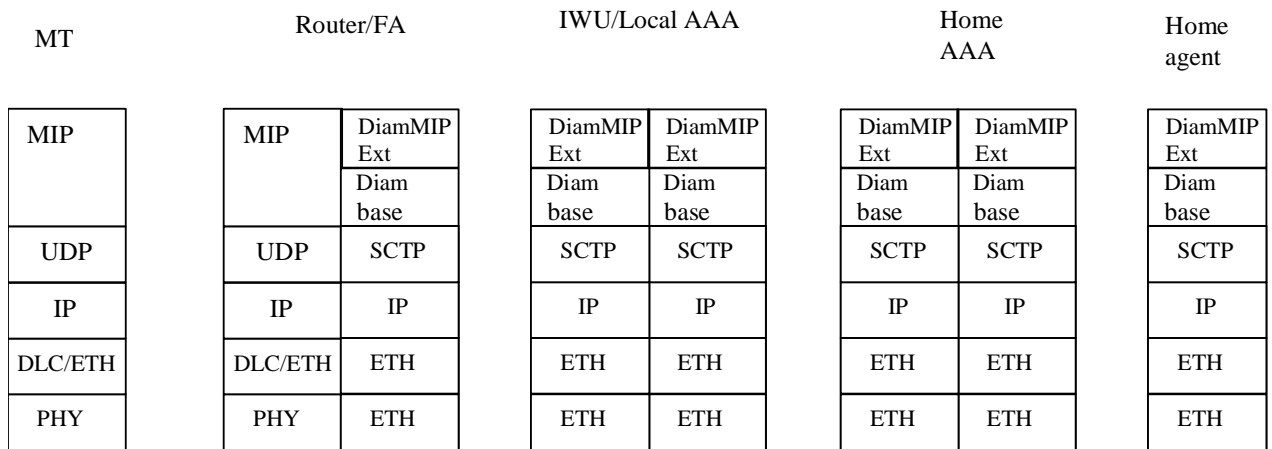 MT
Router/FA
IWU/Local AAA
Home
AAA
Home
agent
MIP
MIP
DiamMIP
Ext
DiamMIP
Ext
DiamMIP
Ext
DiamMIP
Ext
DiamMIP
Ext
DiamMIP
Ext
Diam
base
Diam
base
Diam
base
Diam
base
Diam
base
Diam
base
UDP
UDP
SCTP
SCTP
SCTP
SCTP
SCTP
SCTP
IP
IP
IP
IP
IP
IP
IP
IP
DLC/ETH
DLC/ETH
ETH
ETH
ETH
ETH
ETH
ETH
PHY
PHY
ETH
ETH
ETH
ETH
ETH
ETH